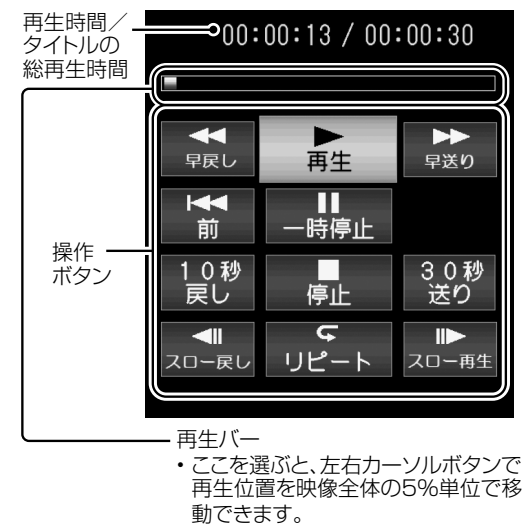 再生時間／
タイトルの
総再生時間
00:00:13 / 00:00:30
早戻し
再生
早送り
前
一時停止
操作
ボタン
１０秒
戻し
停止
３０秒
送り
スロー戻し
リピート
スロー再生
再生バー
・ここを選ぶと、左右カーソルボタンで
再生位置を映像全体の5%単位で移
動できます。